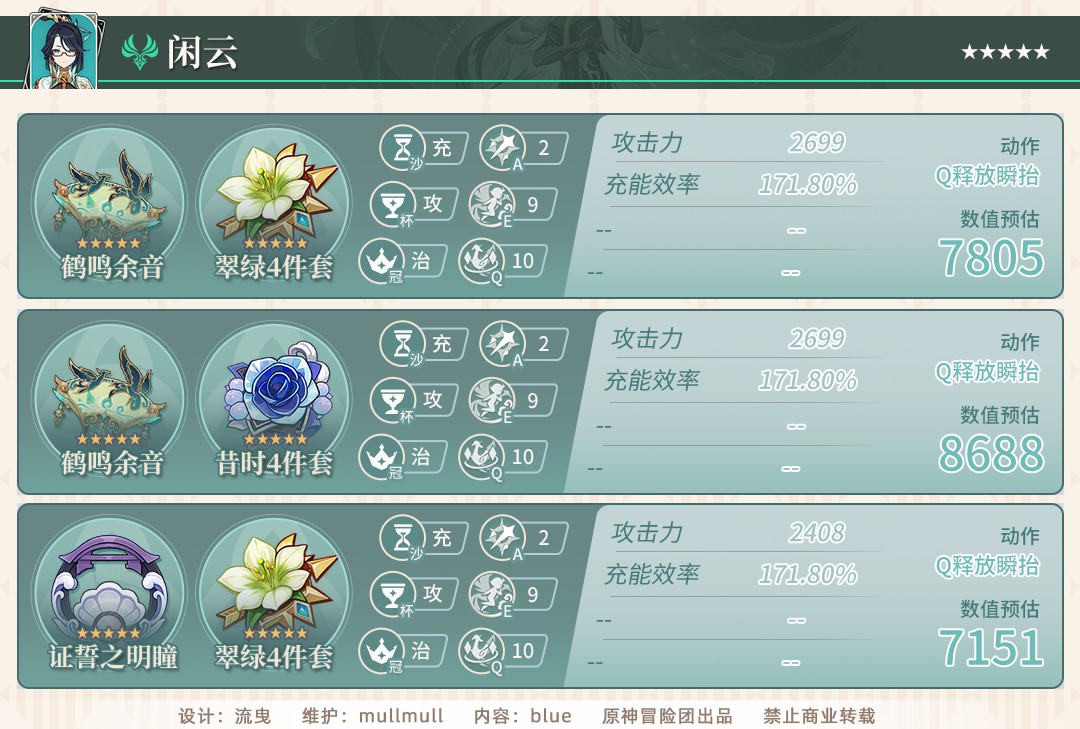 闲云
★★★★★
充 沙
2 A
攻 杯
9 E
治 冠
10 Q
★★★★★
鹤鸣余音
★★★★★
翠绿4件套
攻击力 2699
充能效率 171.80%
-- --
-- --
动作
Q释放瞬抬
数值预估
7805
充 沙
2 A
攻 杯
9 E
治 冠
10 Q
★★★★★
鹤鸣余音
★★★★★
昔时4件套
攻击力 2699
充能效率 171.80%
-- --
-- --
动作
Q释放瞬抬
数值预估
8688
充 沙
2 A
攻 杯
9 E
治 冠
10 Q
★★★★★
证誓之明瞳
★★★★★
翠绿4件套
攻击力 2408
充能效率 171.80%
-- --
-- --
动作
Q释放瞬抬
数值预估
7151
设计：流曳 维护：mullmull 内容：blue 原神冒险团出品 禁止商业转载